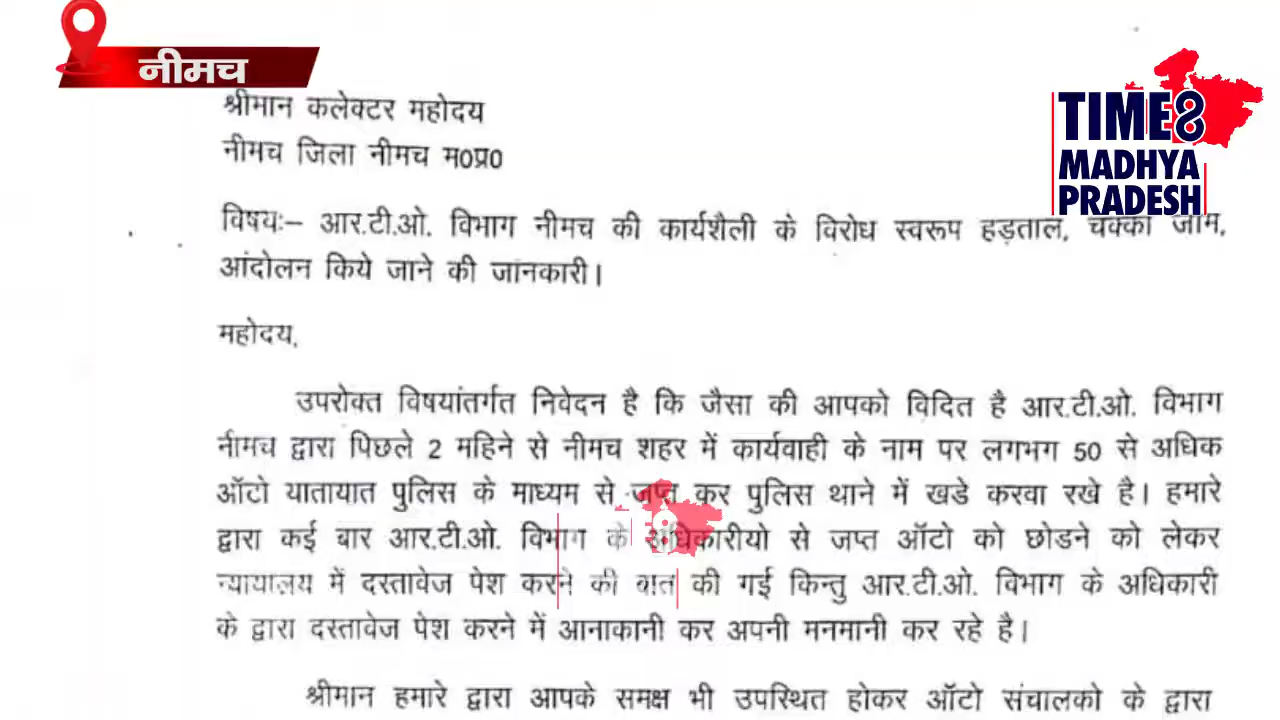 नीमच
TIME8
MADHYA
PRADESH
श्रीमान कलेक्टर महोदय
नीमच जिला नीमच म0प्र0
विषयः– आर.टी.ओ. विभाग नीमच की कार्यशैली के विरोध स्वरूप हड़ताल, चक्का जाम,
आंदोलन किये जाने की जानकारी।
महोदय,
उपरोक्त विषयांतर्गत निवेदन है कि जैसा की आपको विदित है आर.टी.ओ. विभाग
नीमच द्वारा पिछले 2 महिने से नीमच शहर में कार्यवाही के नाम पर लगभग 50 से अधिक
ऑटो यातायात पुलिस के माध्यम से जप्त कर पुलिस थाने में खडे करवा रखे है। हमारे
द्वारा कई बार आर.टी.ओ. विभाग के अधिकारीयो से जप्त ऑटो को छोडने को लेकर
न्यायालय में दस्तावेज पेश करने की बात की गई किन्तु आर.टी.ओ. विभाग के अधिकारी
के द्वारा दस्तावेज पेश करने में आनाकानी कर अपनी मनमानी कर रहे है।
श्रीमान हमारे द्वारा आपके समक्ष भी उपस्थित होकर ऑटो संचालको के द्वारा